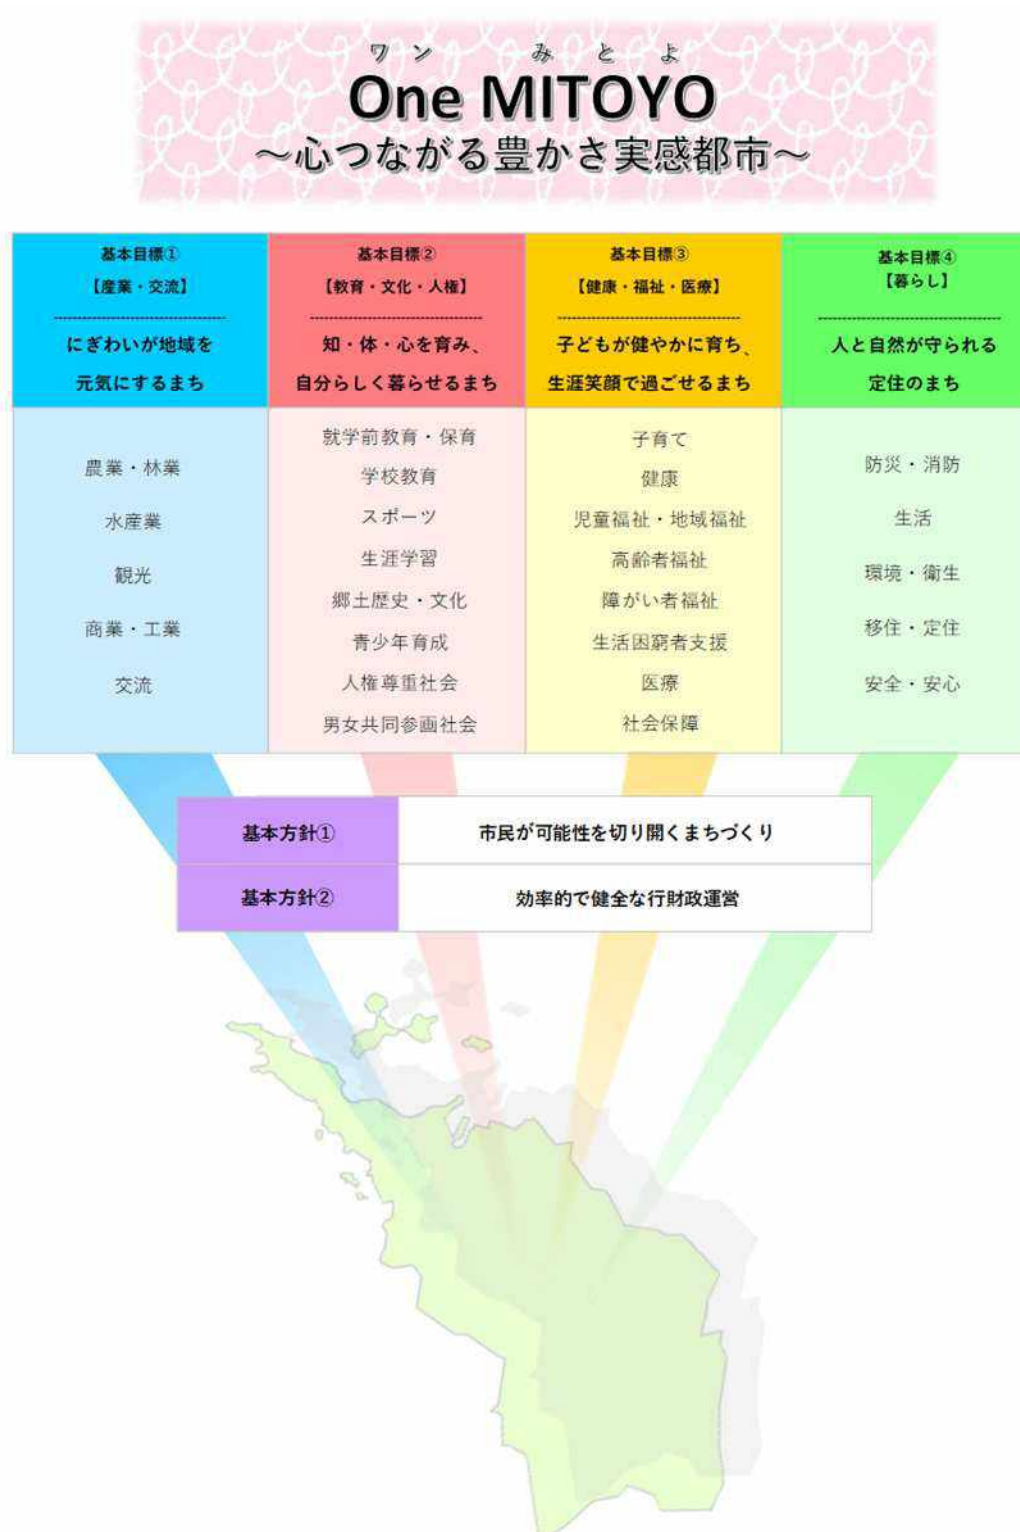 ワン みとよ
One MITOYO
～心つながる豊かさ実感都市～
基本目標①
【産業・交流】
にぎわいが地域を
元気にするまち
農業・林業
水産業
観光
商業・工業
交流
基本目標②
【教育・文化・人権】
知・体・心を育み、
自分らしく暮らせるまち
就学前教育・保育
学校教育
スポーツ
生涯学習
郷土歴史・文化
青少年育成
人権尊重社会
男女共同参画社会
基本目標③
【健康・福祉・医療】
子どもが健やかに育ち、
生涯笑顔で過ごせるまち
子育て
健康
児童福祉・地域福祉
高齢者福祉
障がい者福祉
生活困窮者支援
医療
社会保障
基本目標④
【暮らし】
人と自然が守られる
定住のまち
防災・消防
生活
環境・衛生
移住・定住
安全・安心
基本方針①
市民が可能性を切り開くまちづくり
基本方針②
効率的で健全な行財政運営